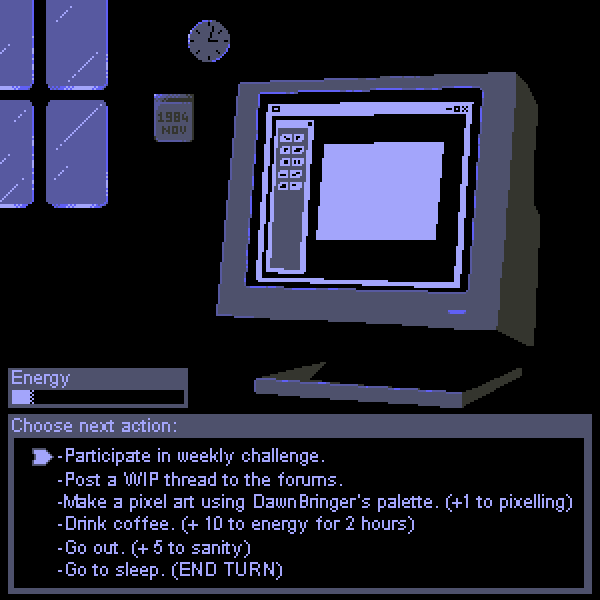 1984
NOV
Energy
Choose next action:
-Participate in weekly challenge.
-Post a WIP thread to the forums.
-Make a pixel art using DawnBringer's palette. (+1 to pixelling)
-Drink coffee. (+ 10 to energy for 2 hours)
-Go out. (+ 5 to sanity)
-Go to sleep. (END TURN)